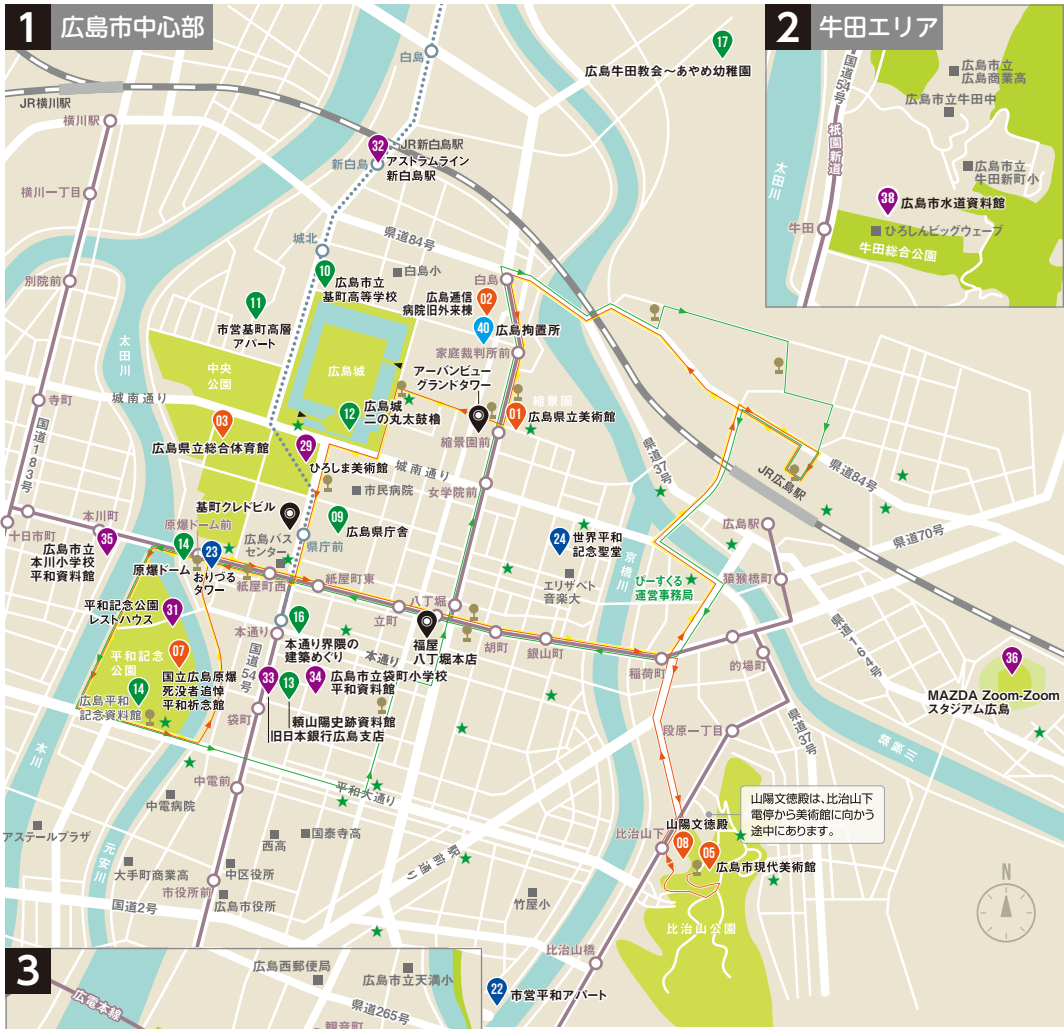 1 広島市中心部
白島
17
広島牛田教会〜あやめ幼稚園
JR横川駅
横川駅
32
JR新白島駅
新白島
アストラムライン
新白島駅
横川一丁目
城北
県道84号
別院前
10
広島市立
基町高等学校
白島小
白島
11
市営基町高層
アパート
広島逓信
病院旧外来棟
02
40
広島拘置所
家庭裁判所前
太田川
中央
公園
広島城
アーバンビュー
グランドタワー
縮景園
寺町
城南通り
03
広島県立総合体育館
12
広島城
二の丸太鼓櫓
01
広島県立美術館
縮景園前
国道183号
29
ひろしま美術館
城南通り
女学院前
県道37号
JR広島駅
県道84号
市民病院
基町クレドビル
09
広島県庁舎
県庁前
広島バス
センター
本川町
原爆ドーム前
十日市町
35
広島市立
本川小学校
平和資料館
14
原爆ドーム
23
おりづる
タワー
紙屋町西
紙屋町東
24
世界平和
記念聖堂
京橋川
エリザベト
音楽大
ぴーすくる
運営事務局
広島駅
県道70号
猿猴橋町
平和記念公園
レストハウス
31
立町
八丁堀
福屋
八丁堀本店
胡町
銀山町
稲荷町
的場町
県道164号
本通り
16
本通り界隈の
建築めぐり
本通り
07
国立広島原爆
死没者追悼
平和祈念館
平和記念
公園
14
広島平和
記念資料館
国道54号
33
13
34
広島市立袋町小学校
平和資料館
頼山陽史跡資料館
旧日本銀行広島支店
袋町
36
MAZDA Zoom-Zoom
スタジアム広島
段原一丁目
県道37号
猿猴川
本川
中電前
平和大通り
中電病院
アステールプラザ
元安川
国泰寺高
西高
駅前通り
大手町商業高
中区役所
市役所前
広島市役所
国道2号
竹屋小
比治山下
山陽文徳殿
08
05
広島市現代美術館
山陽文徳殿は、比治山下
電停から美術館に向かう
途中にあります。
比治山公園
比治山橋
N
22
市営平和アパート
2 牛田エリア
国道54号
広島市立
広島商業高
広島市立牛田中
祇園新道
太田川
広島市立
牛田新町小
38
広島市水道資料館
牛田
ひろしんビッグウェーブ
牛田総合公園
3
広島西郵便局
広島市立天満小
広電本線
県道265号
観音町